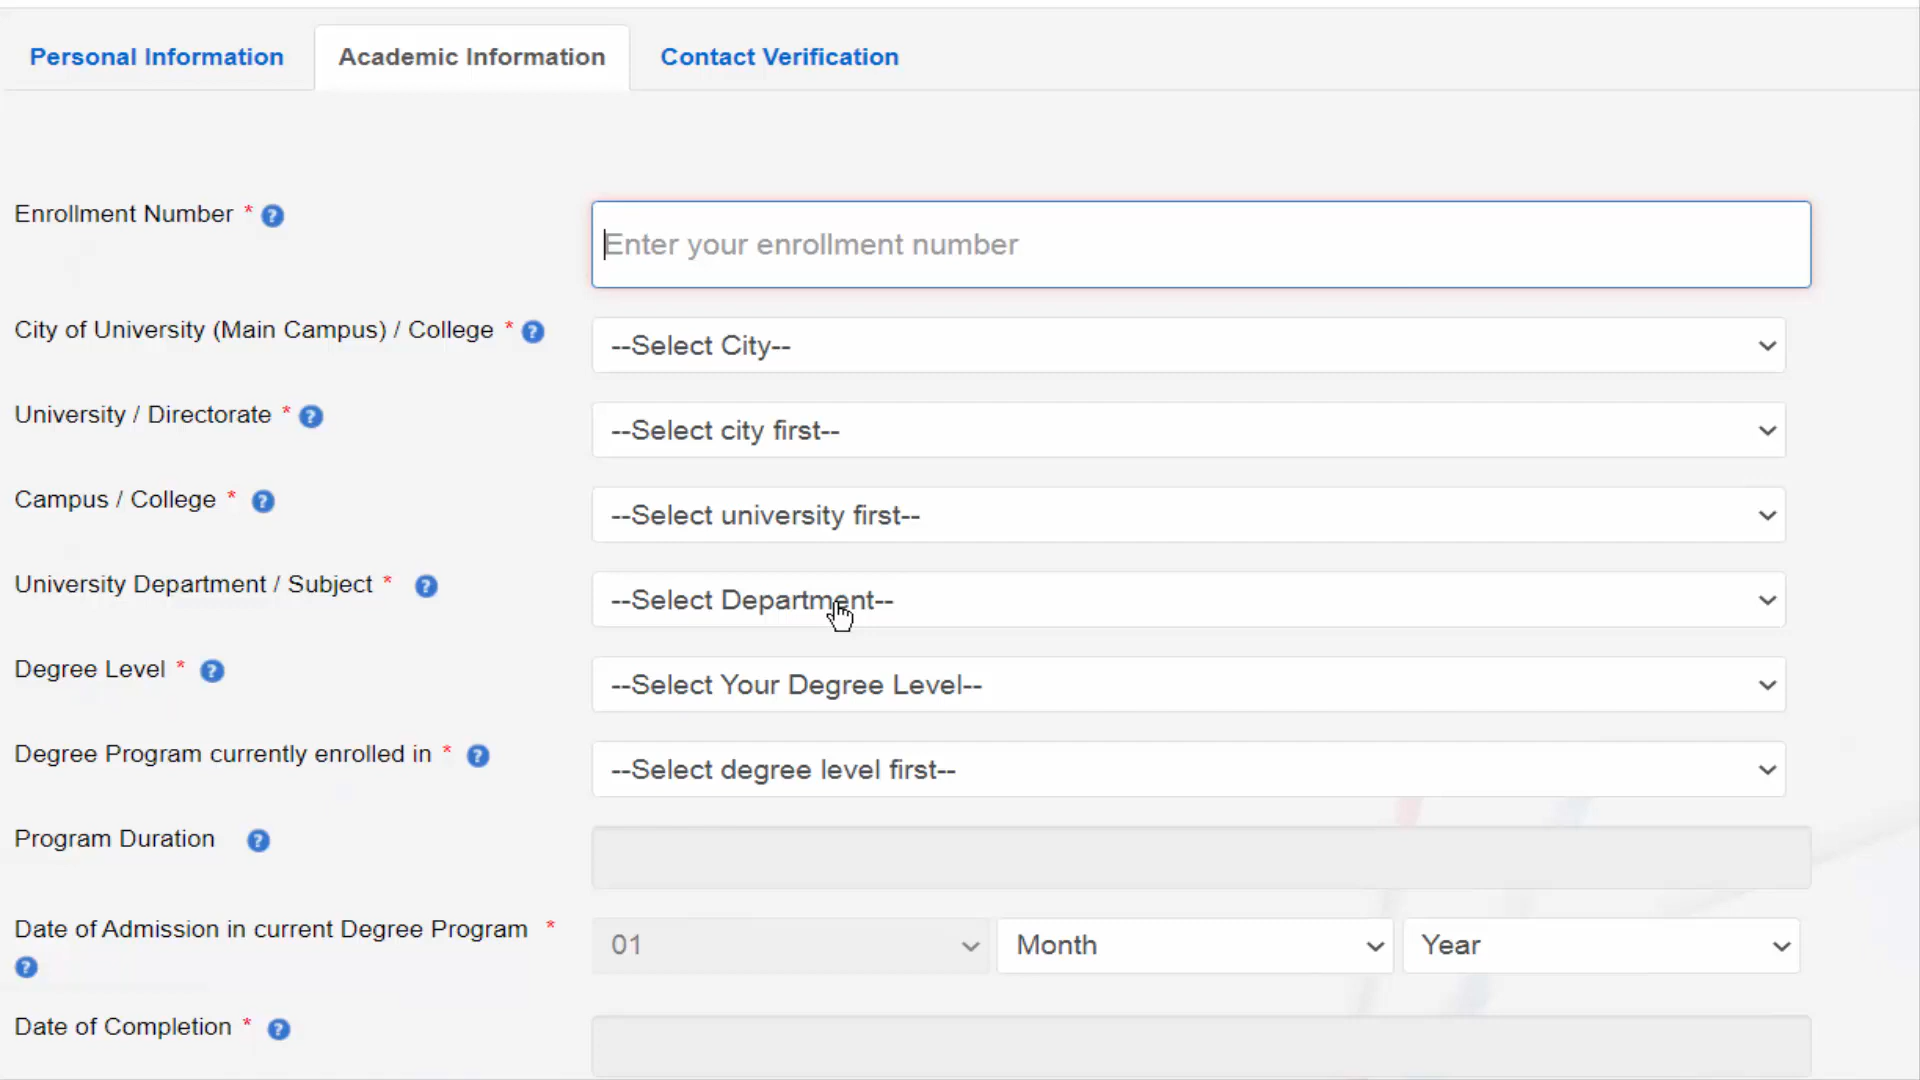 Personal Information Academic Information Contact Verification
Enrollment Number * ?
Enter your enrollment number
City of University (Main Campus) / College * ?
--Select City--
University / Directorate * ?
--Select city first--
Campus / College * ?
--Select university first--
University Department / Subject * ?
--Select Department--
Degree Level * ?
--Select Your Degree Level--
Degree Program currently enrolled in * ?
--Select degree level first--
Program Duration ?
Date of Admission in current Degree Program *
?
01 Month Year
Date of Completion * ?